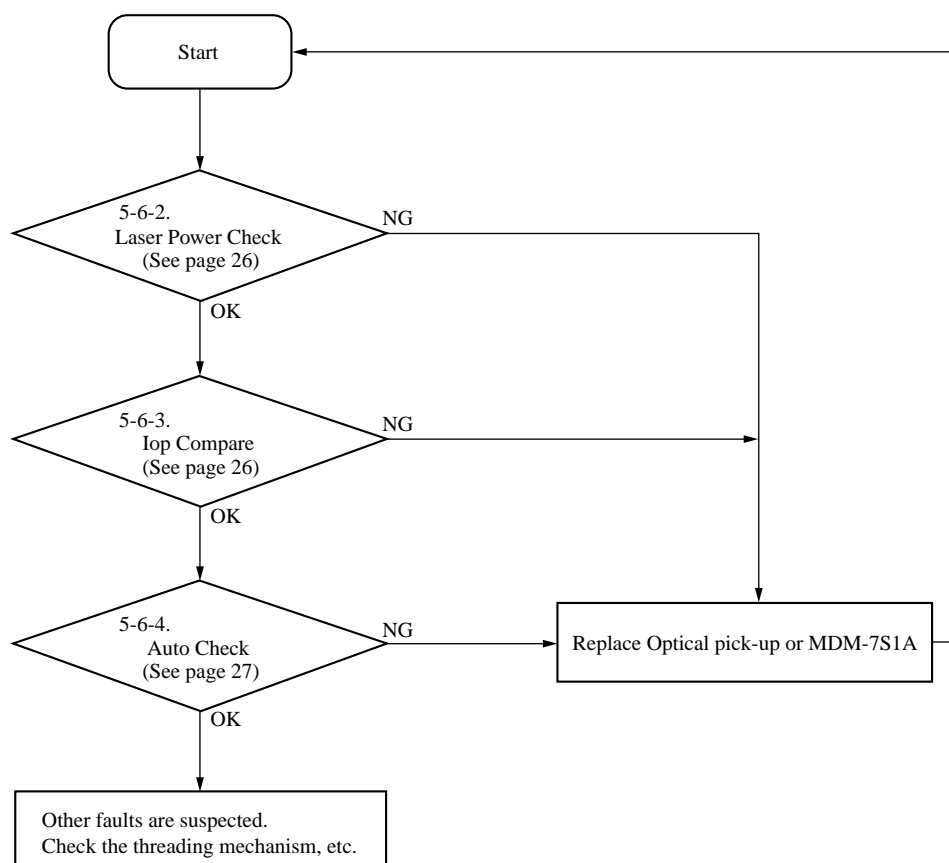 Start
5-6-2.
Laser Power Check
(See page 26)
NG
OK
5-6-3.
Iop Compare
(See page 26)
NG
OK
5-6-4.
Auto Check
(See page 27)
NG
OK
Replace Optical pick-up or MDM-7S1A
Other faults are suspected.
Check the threading mechanism, etc.